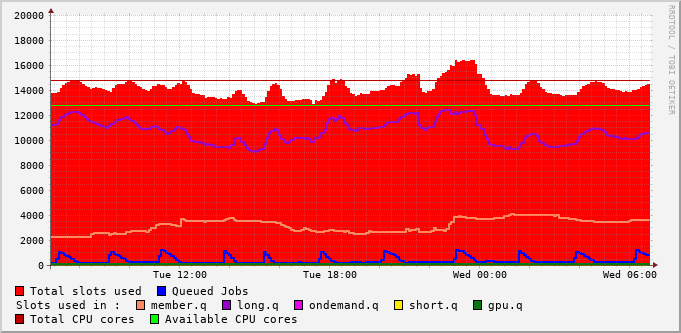 20000
18000
16000
14000
12000
10000
8000
6000
4000
2000
0
Tue 12:00 Tue 18:00 Wed 00:00 Wed 06:00
RRDTOOL / TOBI OETIKER
Total slots used Queued Jobs
Slots used in : member.q long.q ondemand.q short.q gpu.q
Total CPU cores Available CPU cores